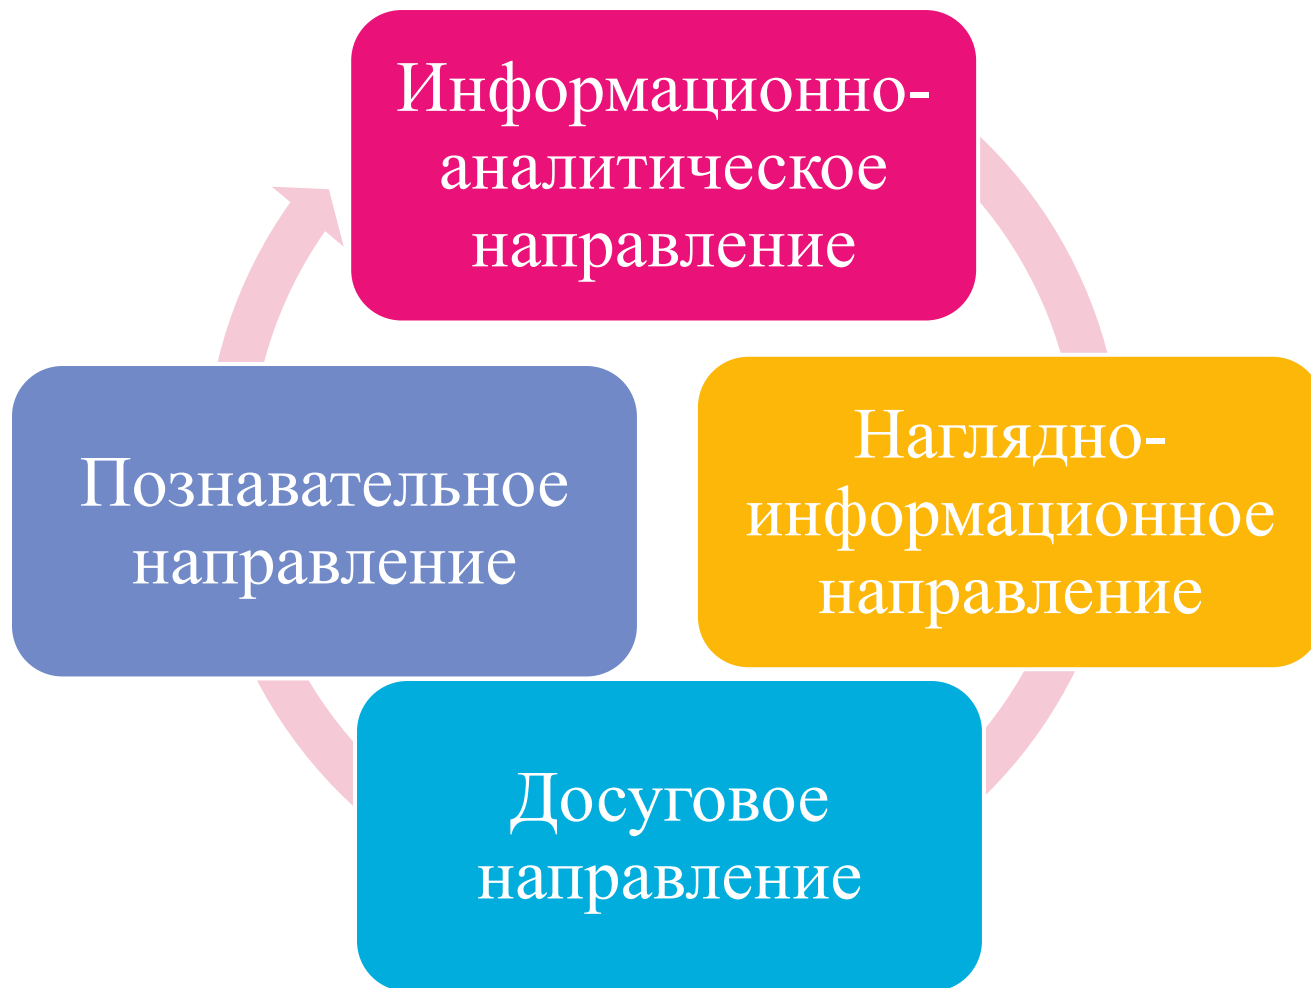 Информационно-
аналитическое
направление
Наглядно-
информационное
направление
Досуговое
направление
Познавательное
направление